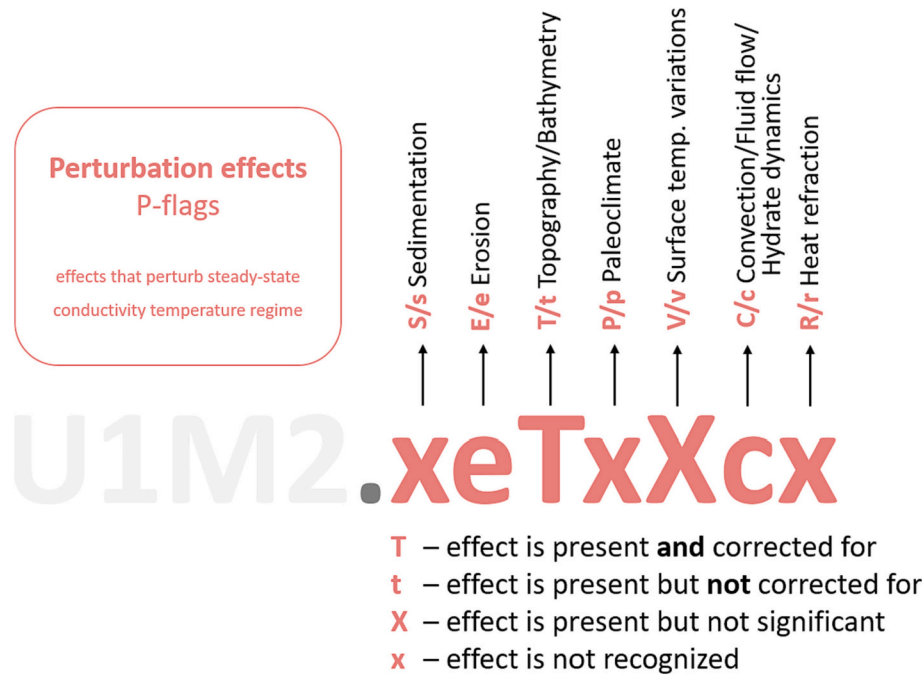 Perturbation effects
P-flags
effects that perturb steady-state
conductivity temperature regime
S/s Sedimentation
E/e Erosion
T/t Topography/Bathymetry
P/p Paleoclimate
V/v Surface temp. variations
C/c Convection/Fluid flow/
Hydrate dynamics
R/r Heat refraction
U1M2.xeTxXcx
T – effect is present and corrected for
t – effect is present but not corrected for
X – effect is present but not significant
x – effect is not recognized